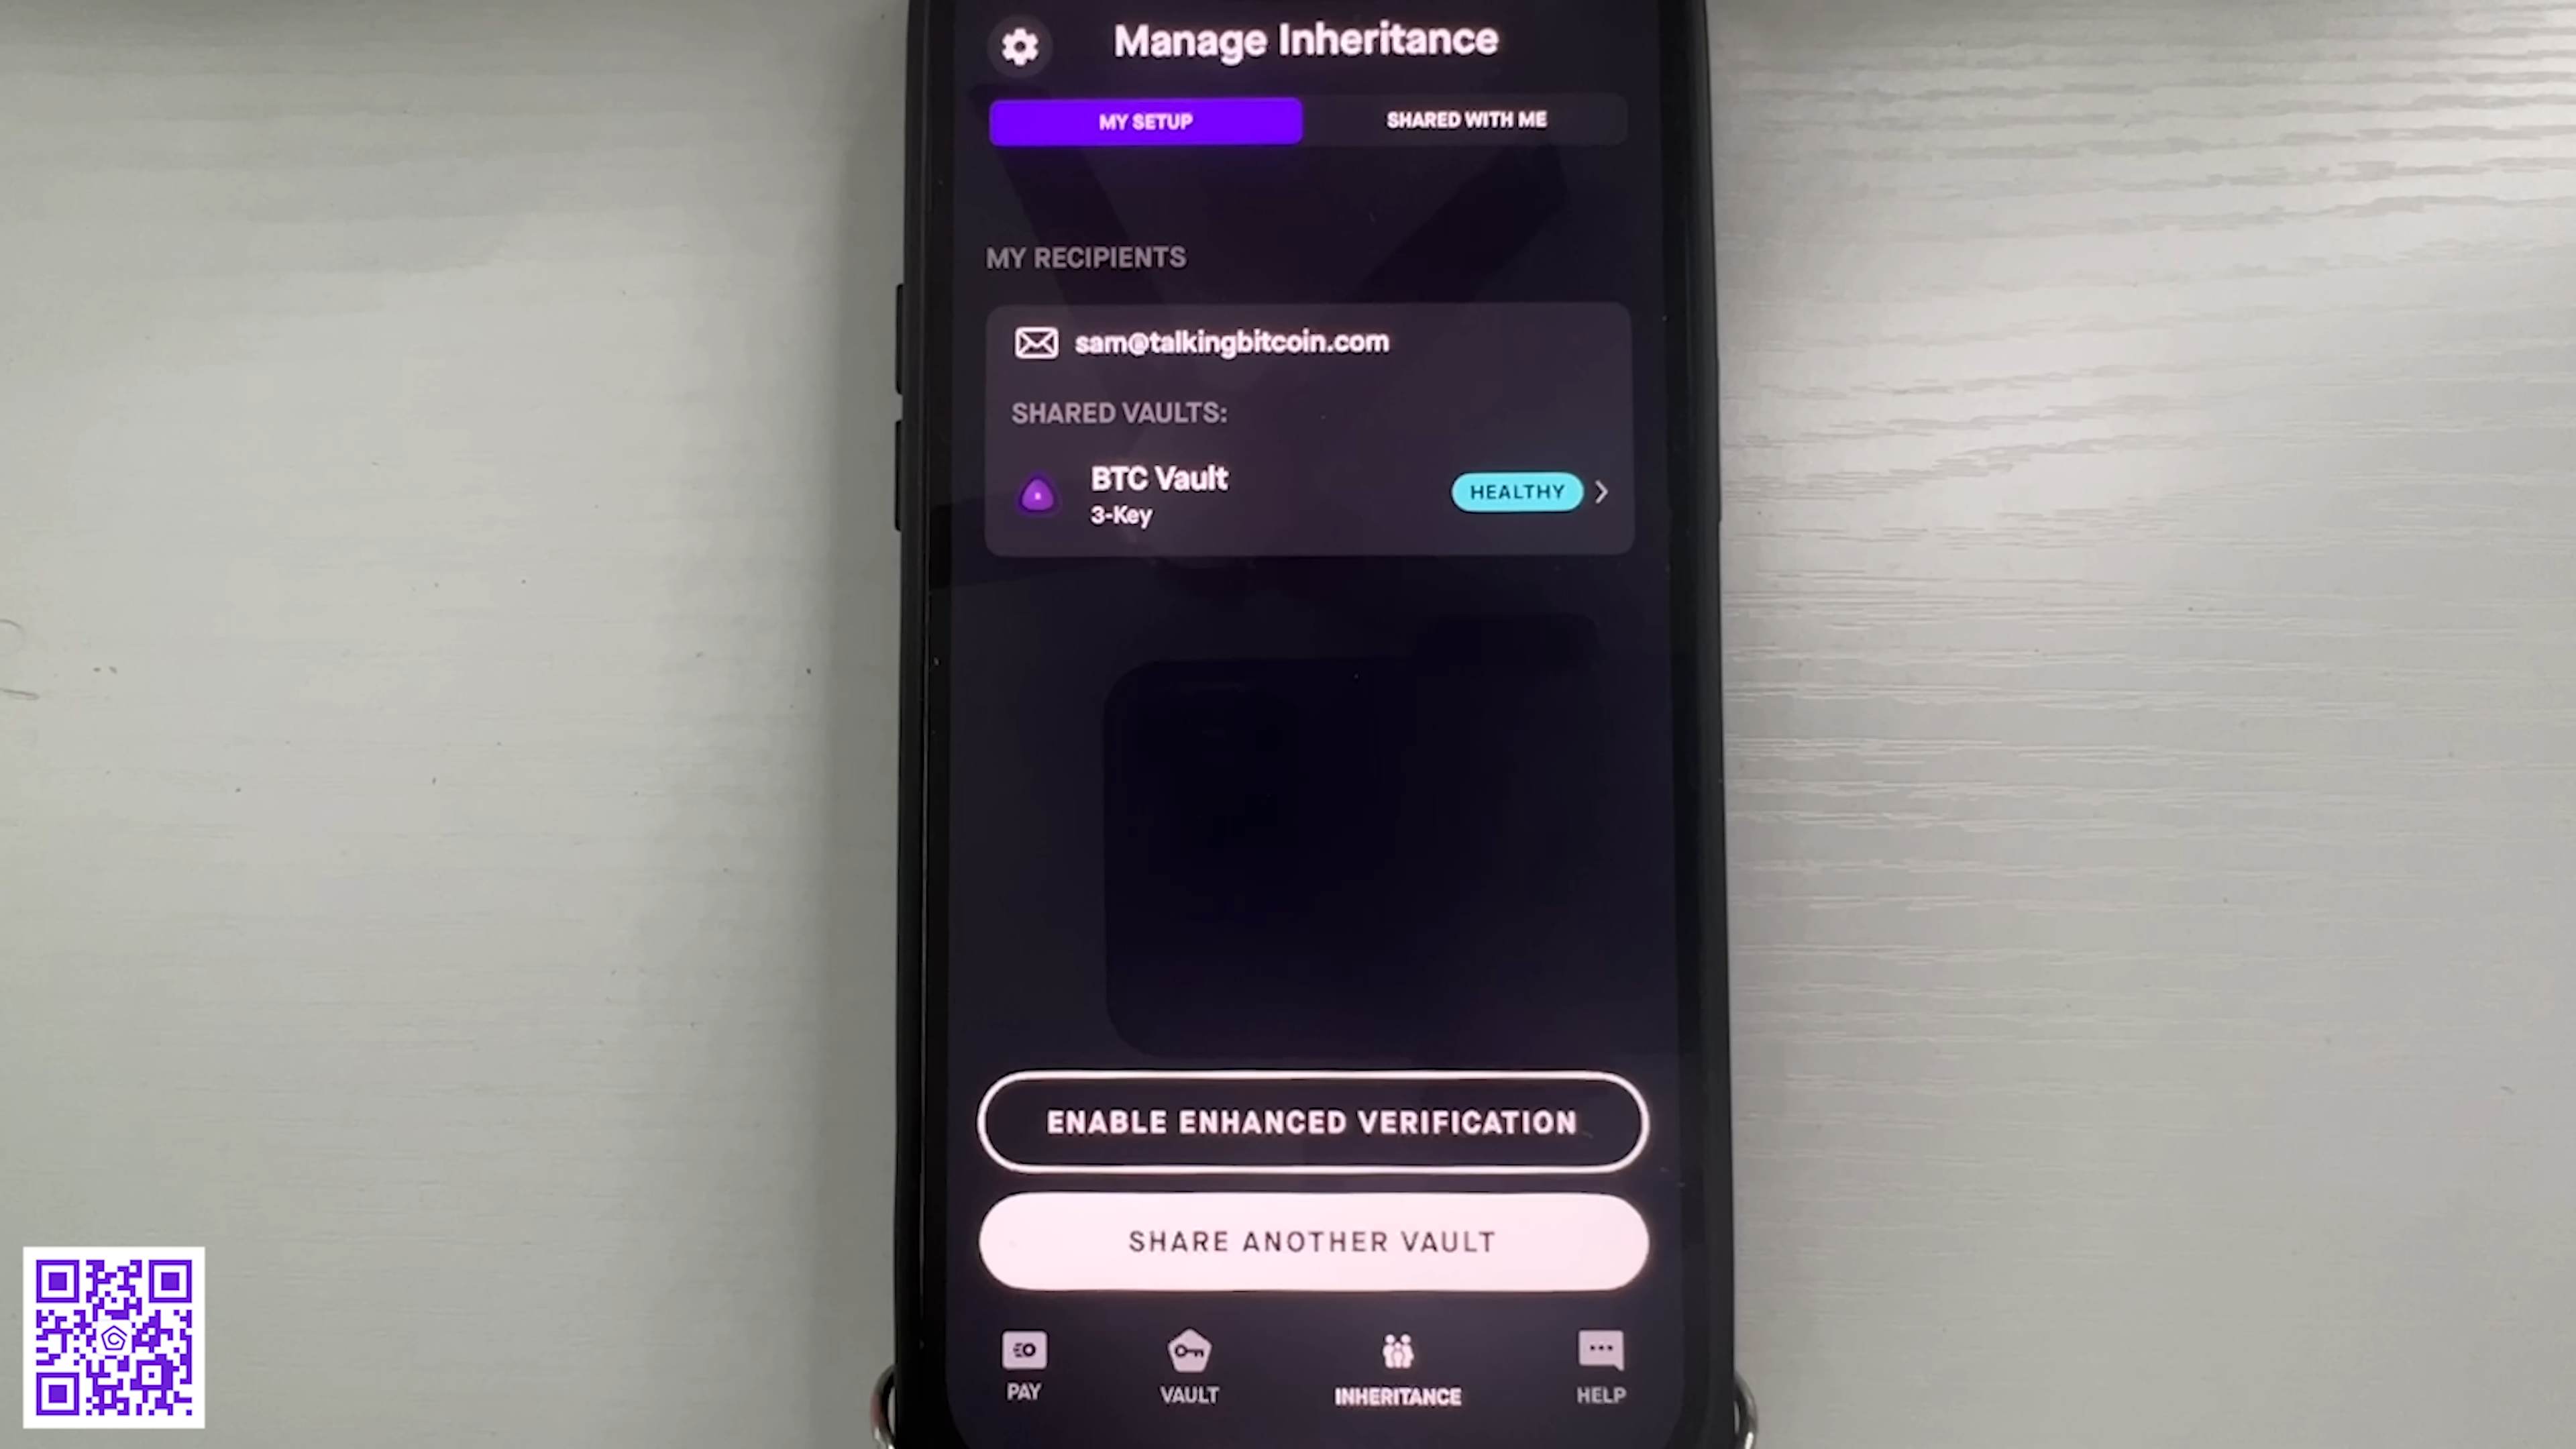 Manage Inheritance
MY SETUP
SHARED WITH ME
MY RECIPIENTS
sam@talkingbitcoin.com
SHARED VAULTS:
BTC Vault
3-Key
HEALTHY
ENABLE ENHANCED VERIFICATION
SHARE ANOTHER VAULT
PAY
VAULT
INHERITANCE
HELP